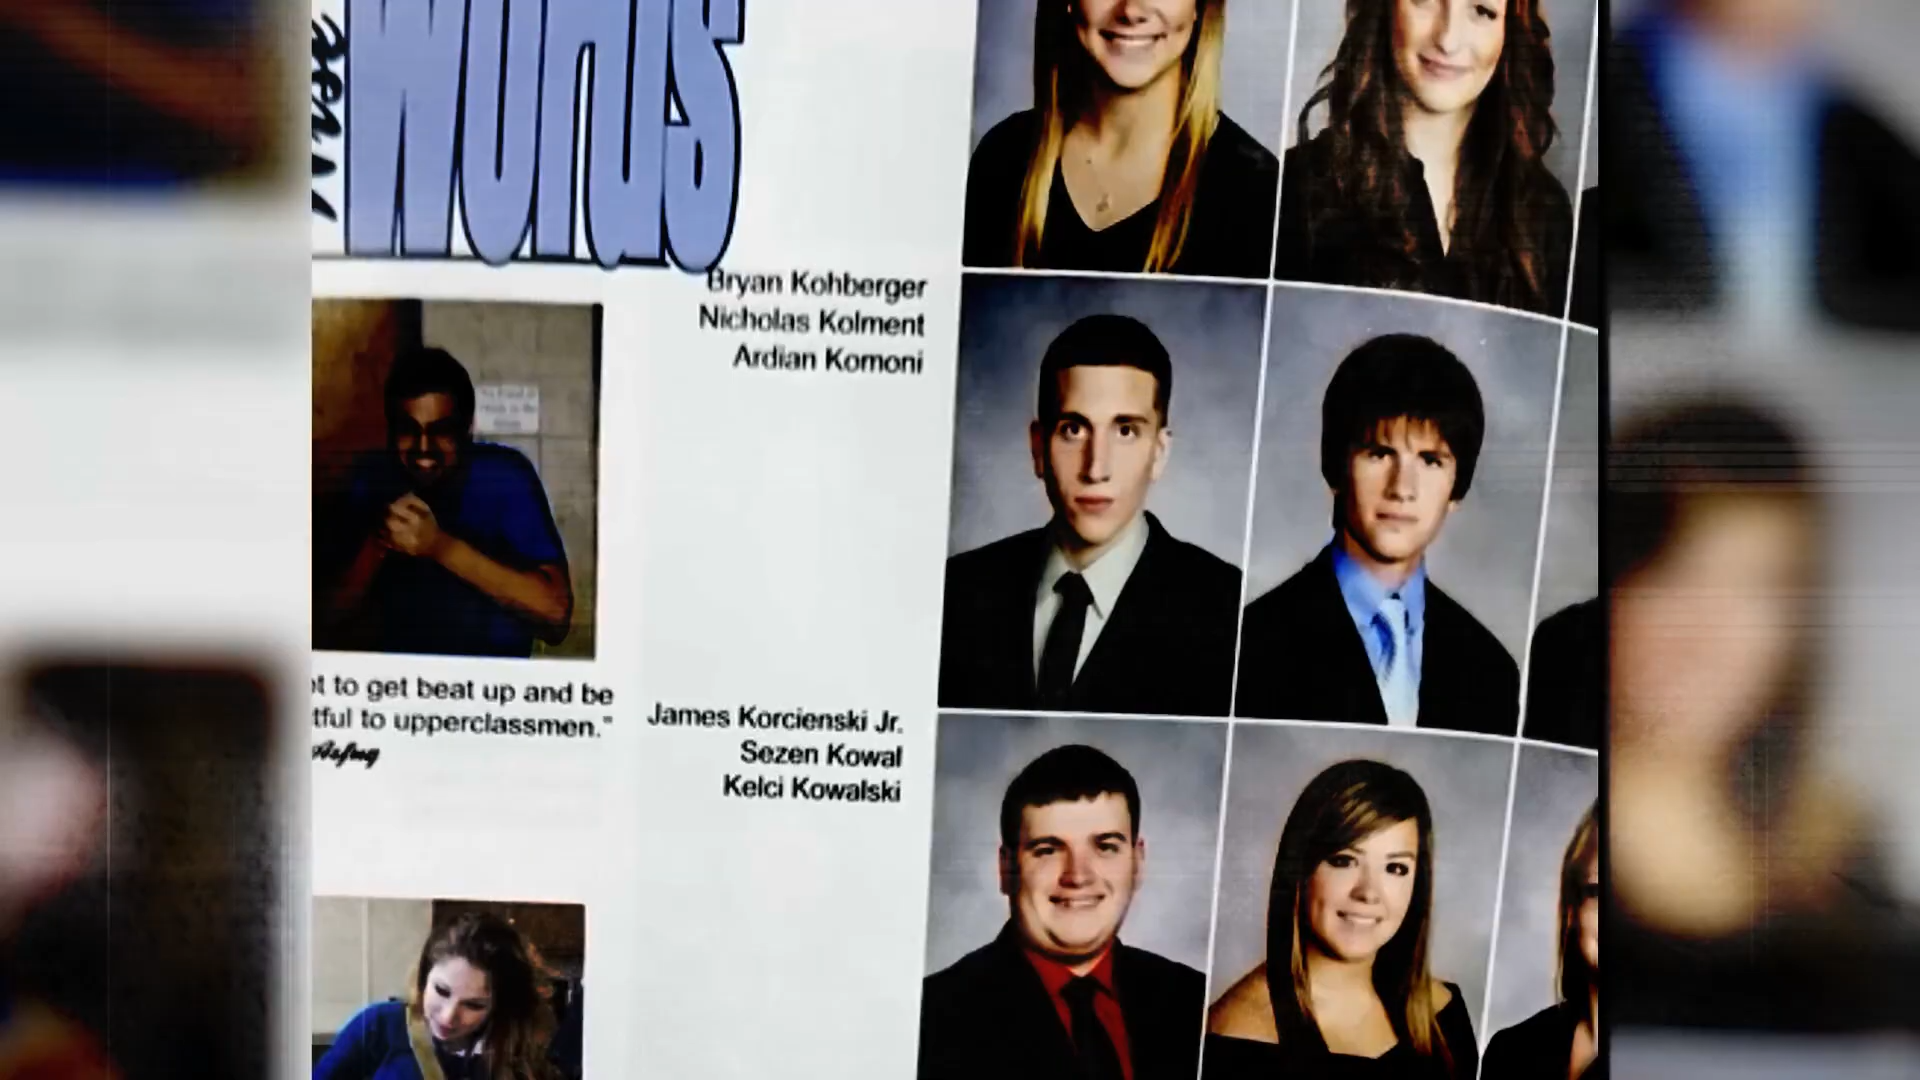 Words
Bryan Kohberger
Nicholas Kolment
Ardian Komoni
to get beat up and be
to upperclassmen."
James Korcienski Jr.
Sezen Kowal
Kelci Kowalski